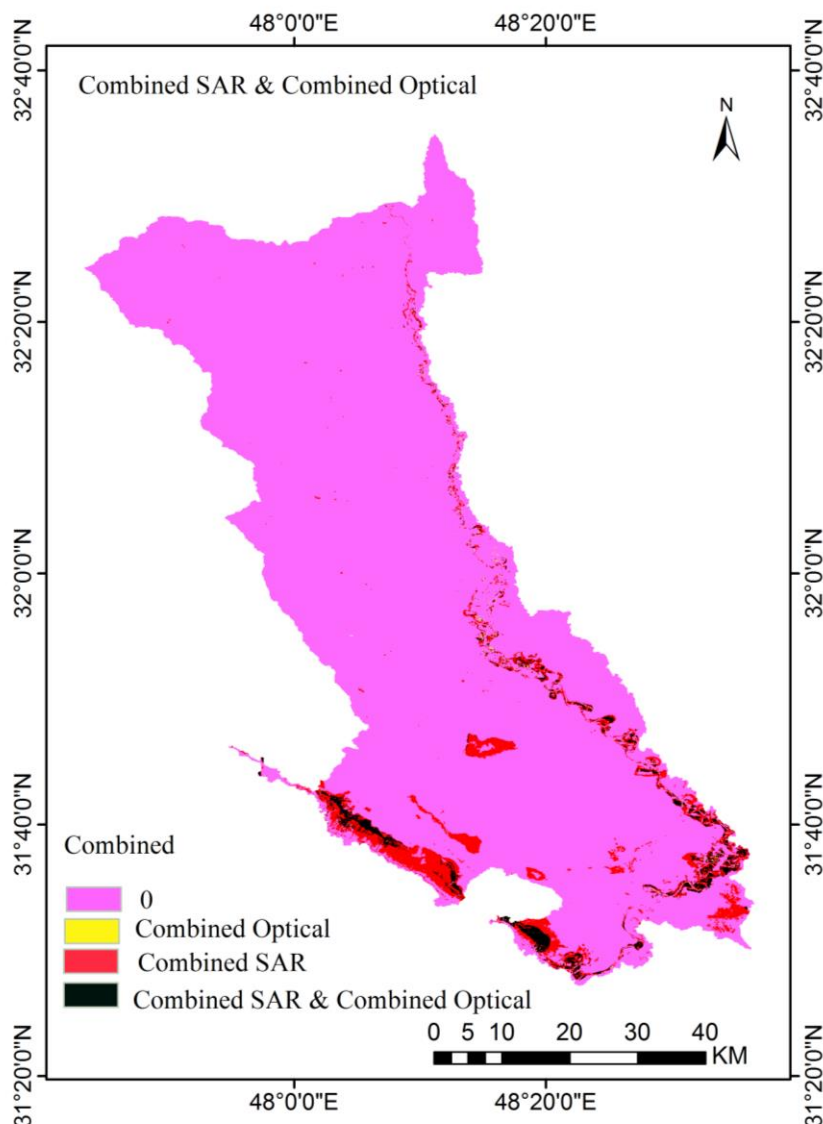 48°0'0"E 48°20'0"E
32°40'0"N 32°40'0"N
Combined SAR & Combined Optical
N
32°20'0"N 32°20'0"N
32°0'0"N 32°0'0"N
31°40'0"N 31°40'0"N
Combined
0
Combined Optical
Combined SAR
Combined SAR & Combined Optical
0 5 10 20 30 40
KM
31°20'0"N 31°20'0"N
48°0'0"E 48°20'0"E